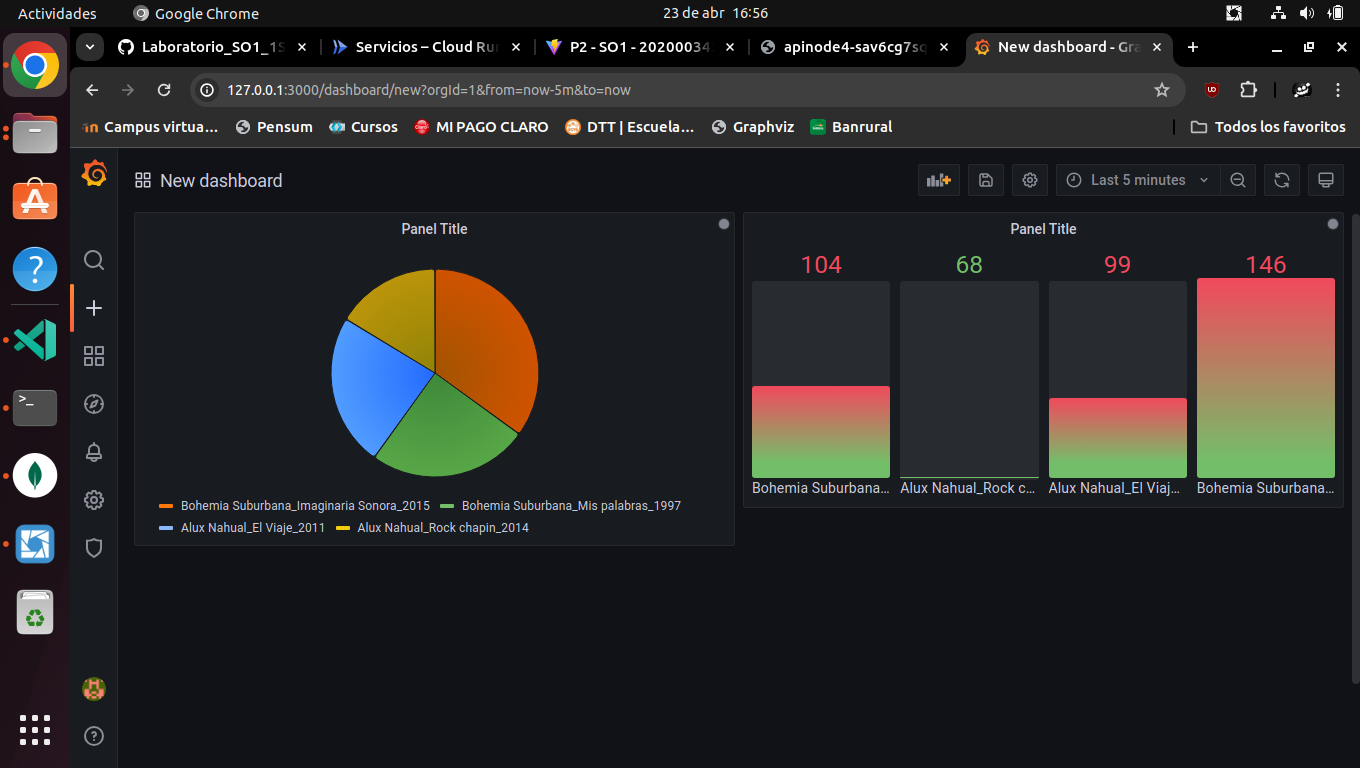 Actividades Google Chrome 23 de abr 16:56
Laboratorio_SO1_1S Servicios – Cloud Run P2 - SO1 - 20200034 apinode4-sav6cg7sq New dashboard - Gra
127.0.0.1:3000/dashboard/new?orgId=1&from=now-5m&to=now
Campus virtua... Pensum Cursos MI PAGO CLARO DTT | Escuela... Graphviz Banrural Todos los favoritos
New dashboard Last 5 minutes
Panel Title
Bohemia Suburbana_Imaginaria Sonora_2015 Bohemia Suburbana_Mis palabras_1997
Alux Nahual_El Viaje_2011 Alux Nahual_Rock chapin_2014
Panel Title
104 68 99 146
Bohemia Suburbana... Alux Nahual_Rock c... Alux Nahual_El Viaj... Bohemia Suburbana...